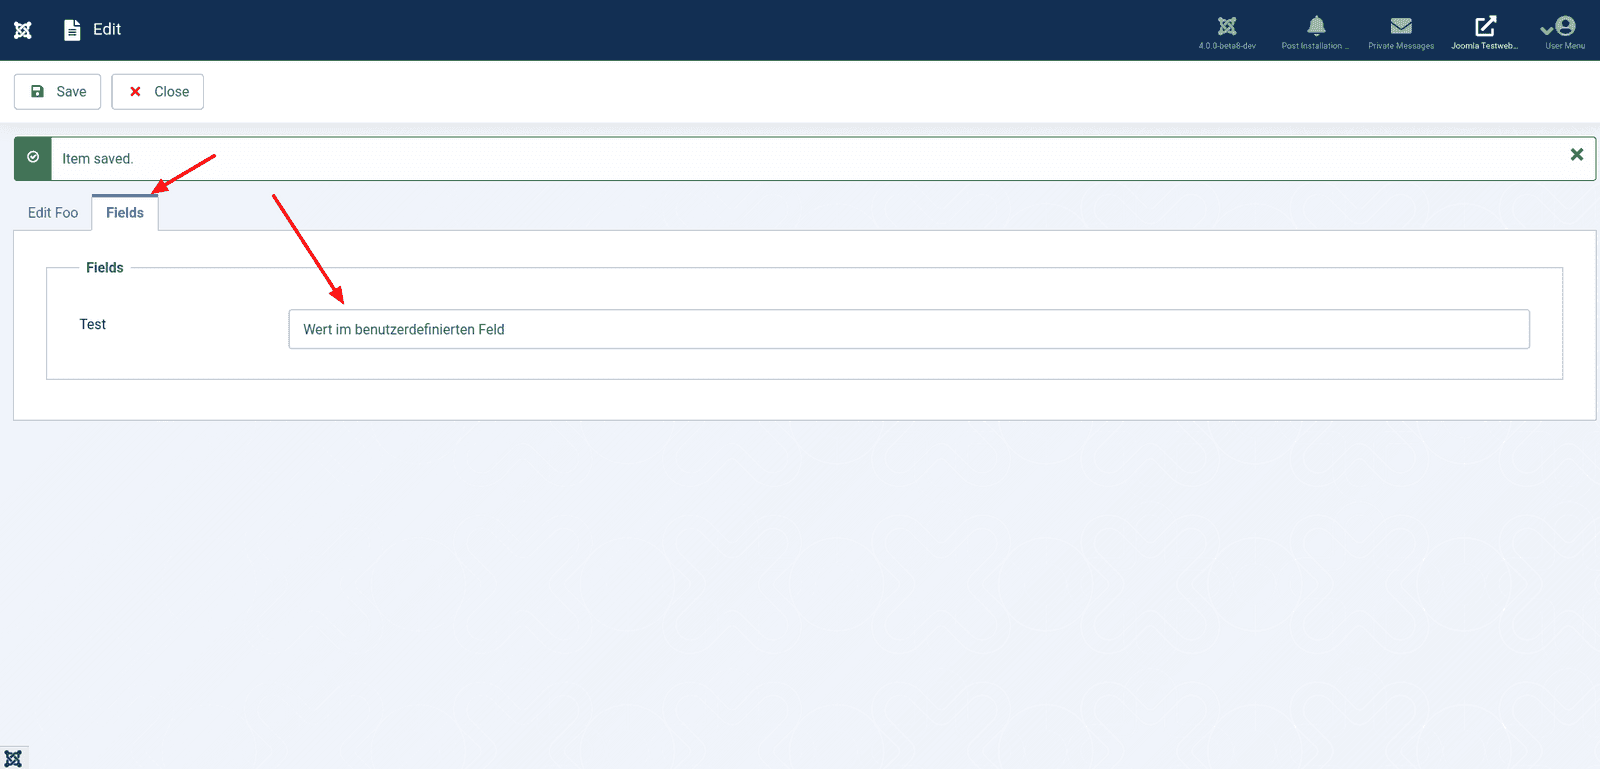 Edit
4.0.0-beta8-dev
Post Installation ...
Private Messages
Joomla Testweb...
User Menu
Save
Close
Item saved.
Edit Foo
Fields
Fields
Test
Wert im benutzerdefinierten Feld